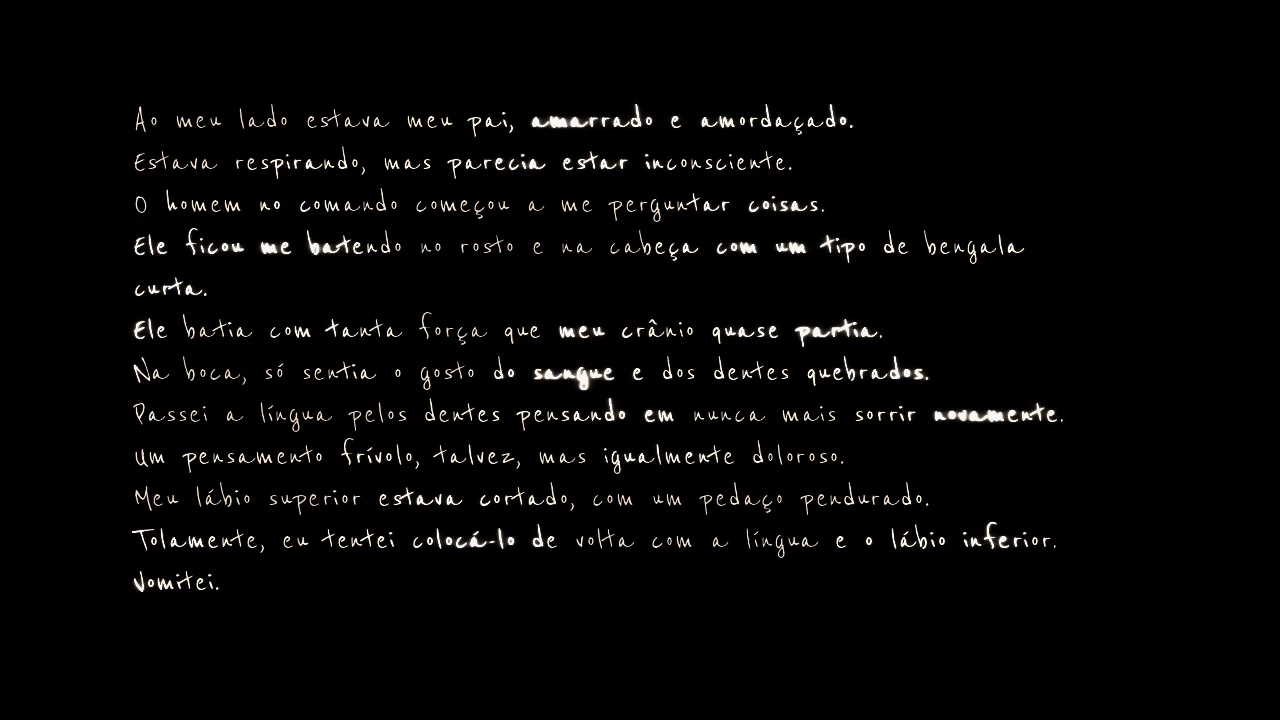 Ao meu lado estava meu pai, amarrado e amordaçado.
Estava respirando, mas parecia estar inconsciente.
O homem no comando começou a me perguntar coisas.
Ele ficou me batendo no rosto e na cabeça com um tipo de bengala
curta.
Ele batia com tanta força que meu crânio quase partia.
Na boca, só sentia o gosto do sangue e dos dentes quebrados.
Passei a língua pelos dentes pensando em nunca mais sorrir novamente.
Um pensamento frívolo, talvez, mas igualmente doloroso.
Meu lábio superior estava cortado, com um pedaço pendurado.
Tolamente, eu tentei colocá-lo de volta com a língua e o lábio inferior.
Vomitei.